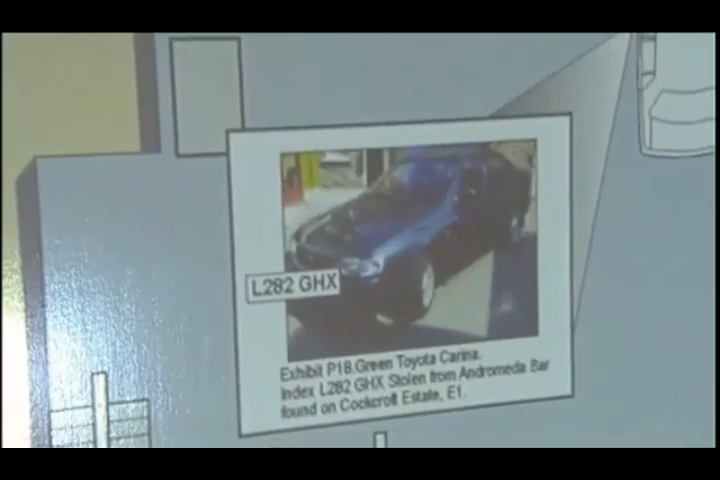 L282 GHX
Exhibit P18.Green Toyota Carina.
Index L282 GHX Stolen from Andromeda Bar
found on Cockcroft Estate, E1.